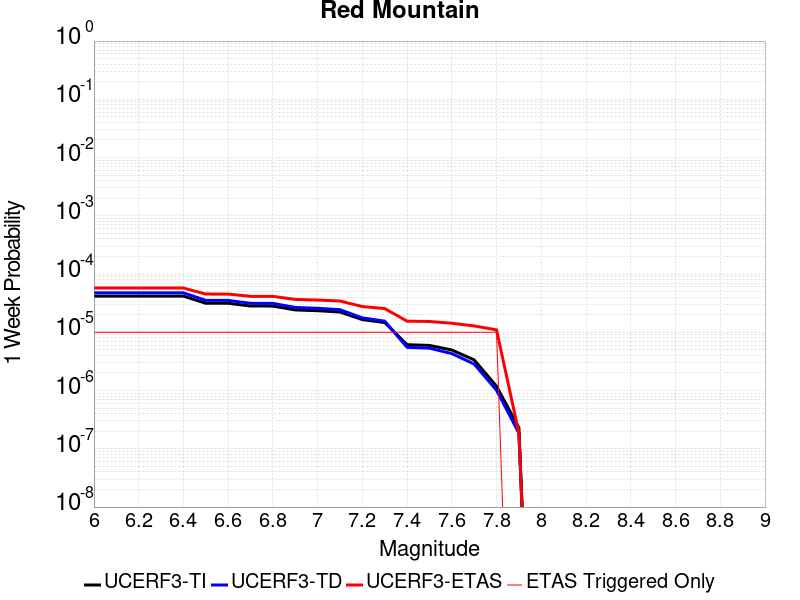 Red Mountain
10^0
10^-1
10^-2
10^-3
10^-4
10^-5
10^-6
10^-7
10^-8
1 Week Probability
6 6.2 6.4 6.6 6.8 7 7.2 7.4 7.6 7.8 8 8.2 8.4 8.6 8.8 9
Magnitude
UCERF3-TI UCERF3-TD UCERF3-ETAS ETAS Triggered Only